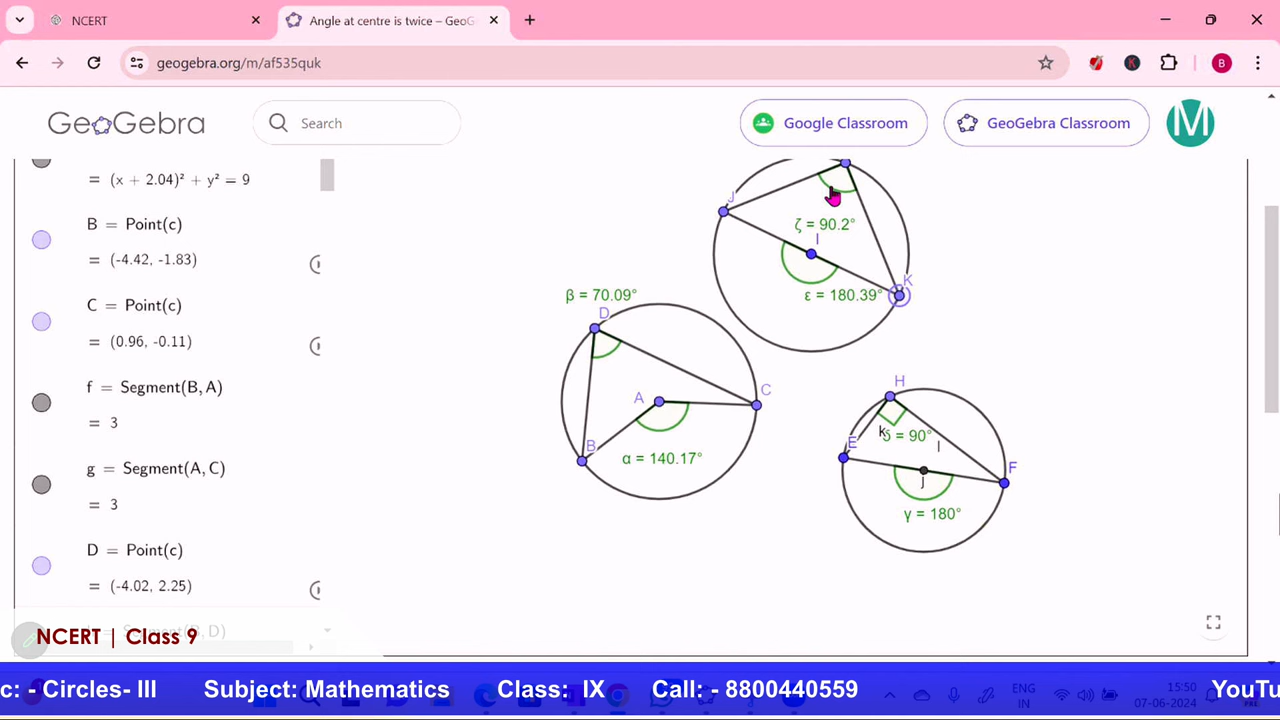 NCERT
Angle at centre is twice – GeoG
geogebra.org/m/af535quk
K
B
GeoGebra
Search
Google Classroom
GeoGebra Classroom
M
= (x + 2.04)² + y² = 9
B = Point(c)
= (-4.42, -1.83)
C = Point(c)
= (0.96, -0.11)
f = Segment(B, A)
= 3
g = Segment(A, C)
= 3
D = Point(c)
= (-4.02, 2.25)
J
ζ = 90.2°
I
K
ε = 180.39°
β = 70.09°
D
A
C
B
α = 140.17°
H
k
δ = 90°
E
l
F
j
γ = 180°
NCERT | Class 9
c: - Circles- III Subject: Mathematics Class: IX Call: - 8800440559 YouTu
ENG
IN
15:50
07-06-2024